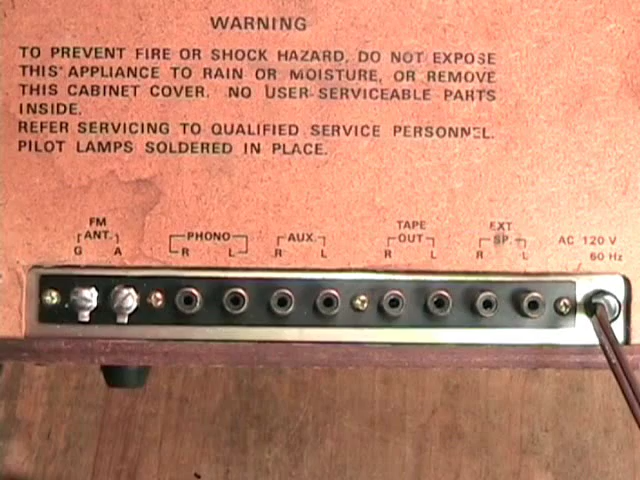 WARNING
TO PREVENT FIRE OR SHOCK HAZARD, DO NOT EXPOSE
THIS APPLIANCE TO RAIN OR MOISTURE, OR REMOVE
THIS CABINET COVER. NO USER-SERVICEABLE PARTS
INSIDE.
REFER SERVICING TO QUALIFIED SERVICE PERSONNEL.
PILOT LAMPS SOLDERED IN PLACE.
FM
ANT.
G A
PHONO
R L
AUX.
R L
TAPE
OUT
R L
EXT
SP.
R L
AC 120 V
60 Hz